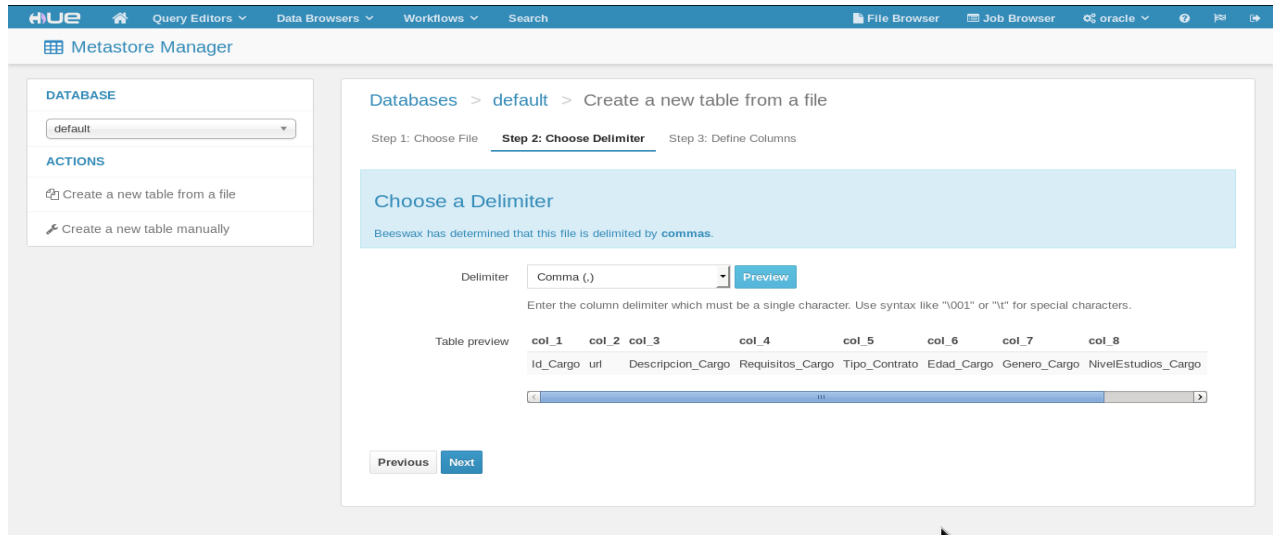 HUE Query Editors Data Browsers Workflows Search File Browser Job Browser oracle
Metastore Manager
DATABASE
default
ACTIONS
Create a new table from a file
Create a new table manually
Databases > default > Create a new table from a file
Step 1: Choose File Step 2: Choose Delimiter Step 3: Define Columns
Choose a Delimiter
Beeswax has determined that this file is delimited by commas.
Delimiter Comma (,) Preview
Enter the column delimiter which must be a single character. Use syntax like "\001" or "\t" for special characters.
Table preview col_1 col_2 col_3 col_4 col_5 col_6 col_7 col_8
Id_Cargo url Descripcion_Cargo Requisitos_Cargo Tipo_Contrato Edad_Cargo Genero_Cargo NivelEstudios_Cargo
Previous Next